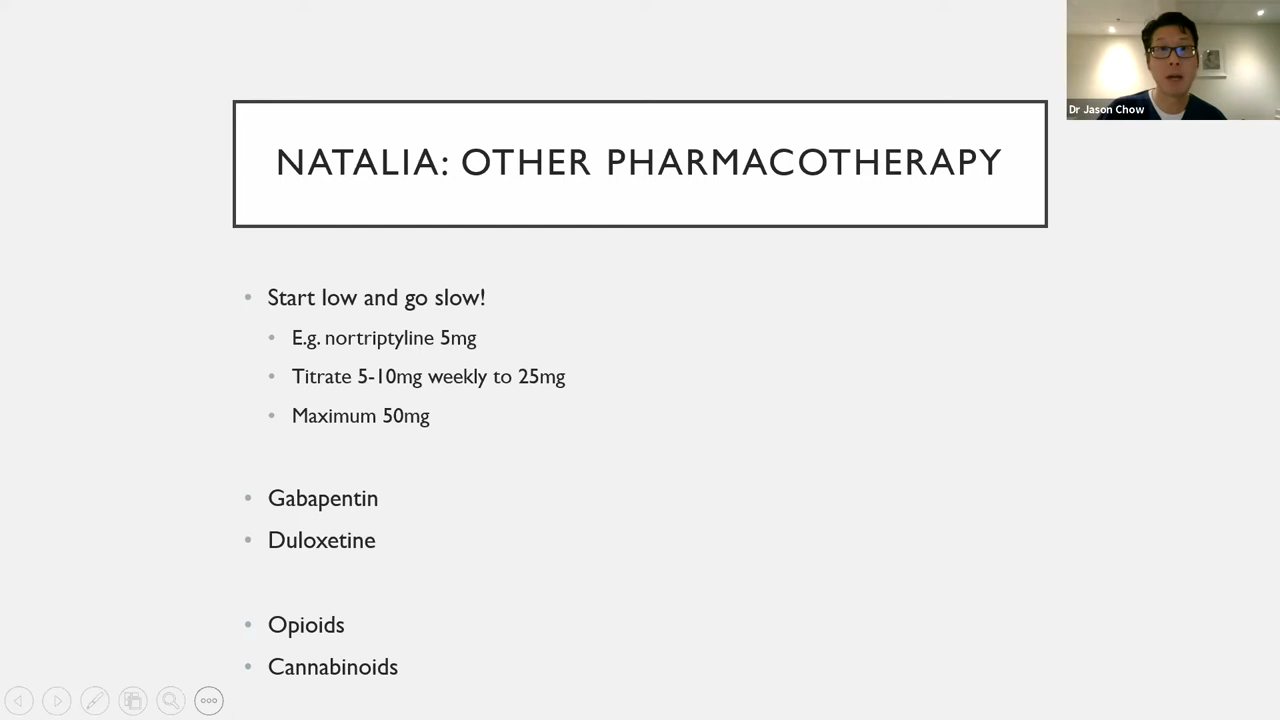 Dr Jason Chow
NATALIA: OTHER PHARMACOTHERAPY
Start low and go slow!
E.g. nortriptyline 5mg
Titrate 5-10mg weekly to 25mg
Maximum 50mg
Gabapentin
Duloxetine
Opioids
Cannabinoids